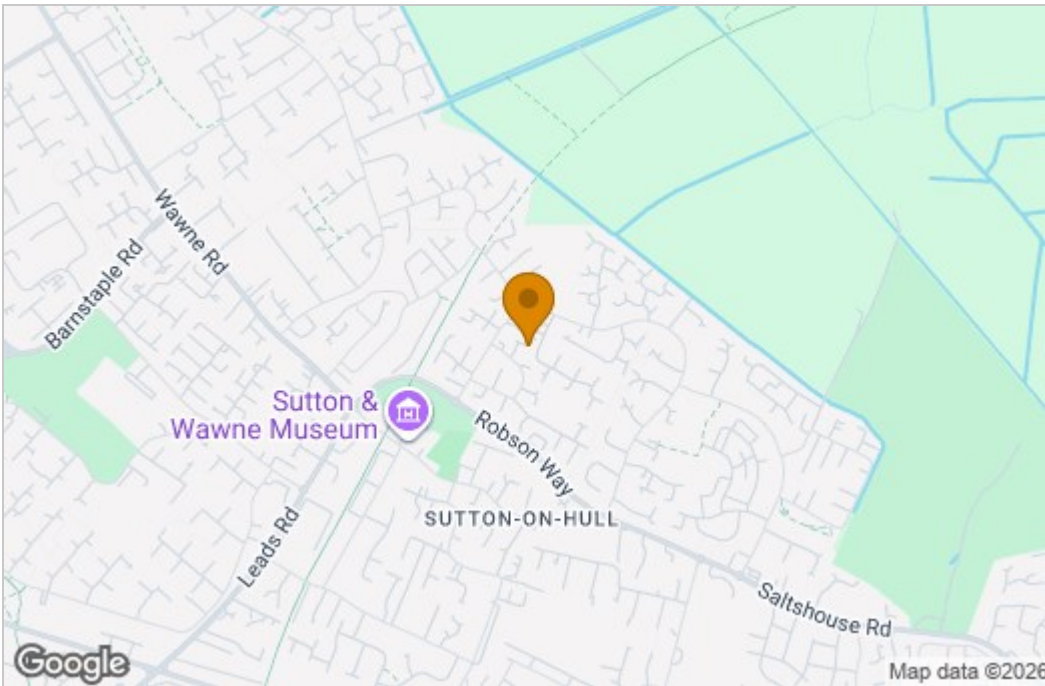 Wawne Rd
Barnstaple Rd
Sutton &
Wawne Museum
Robson Way
SUTTON-ON-HULL
Leads Rd
Saltshouse Rd
Google
Map data ©2026